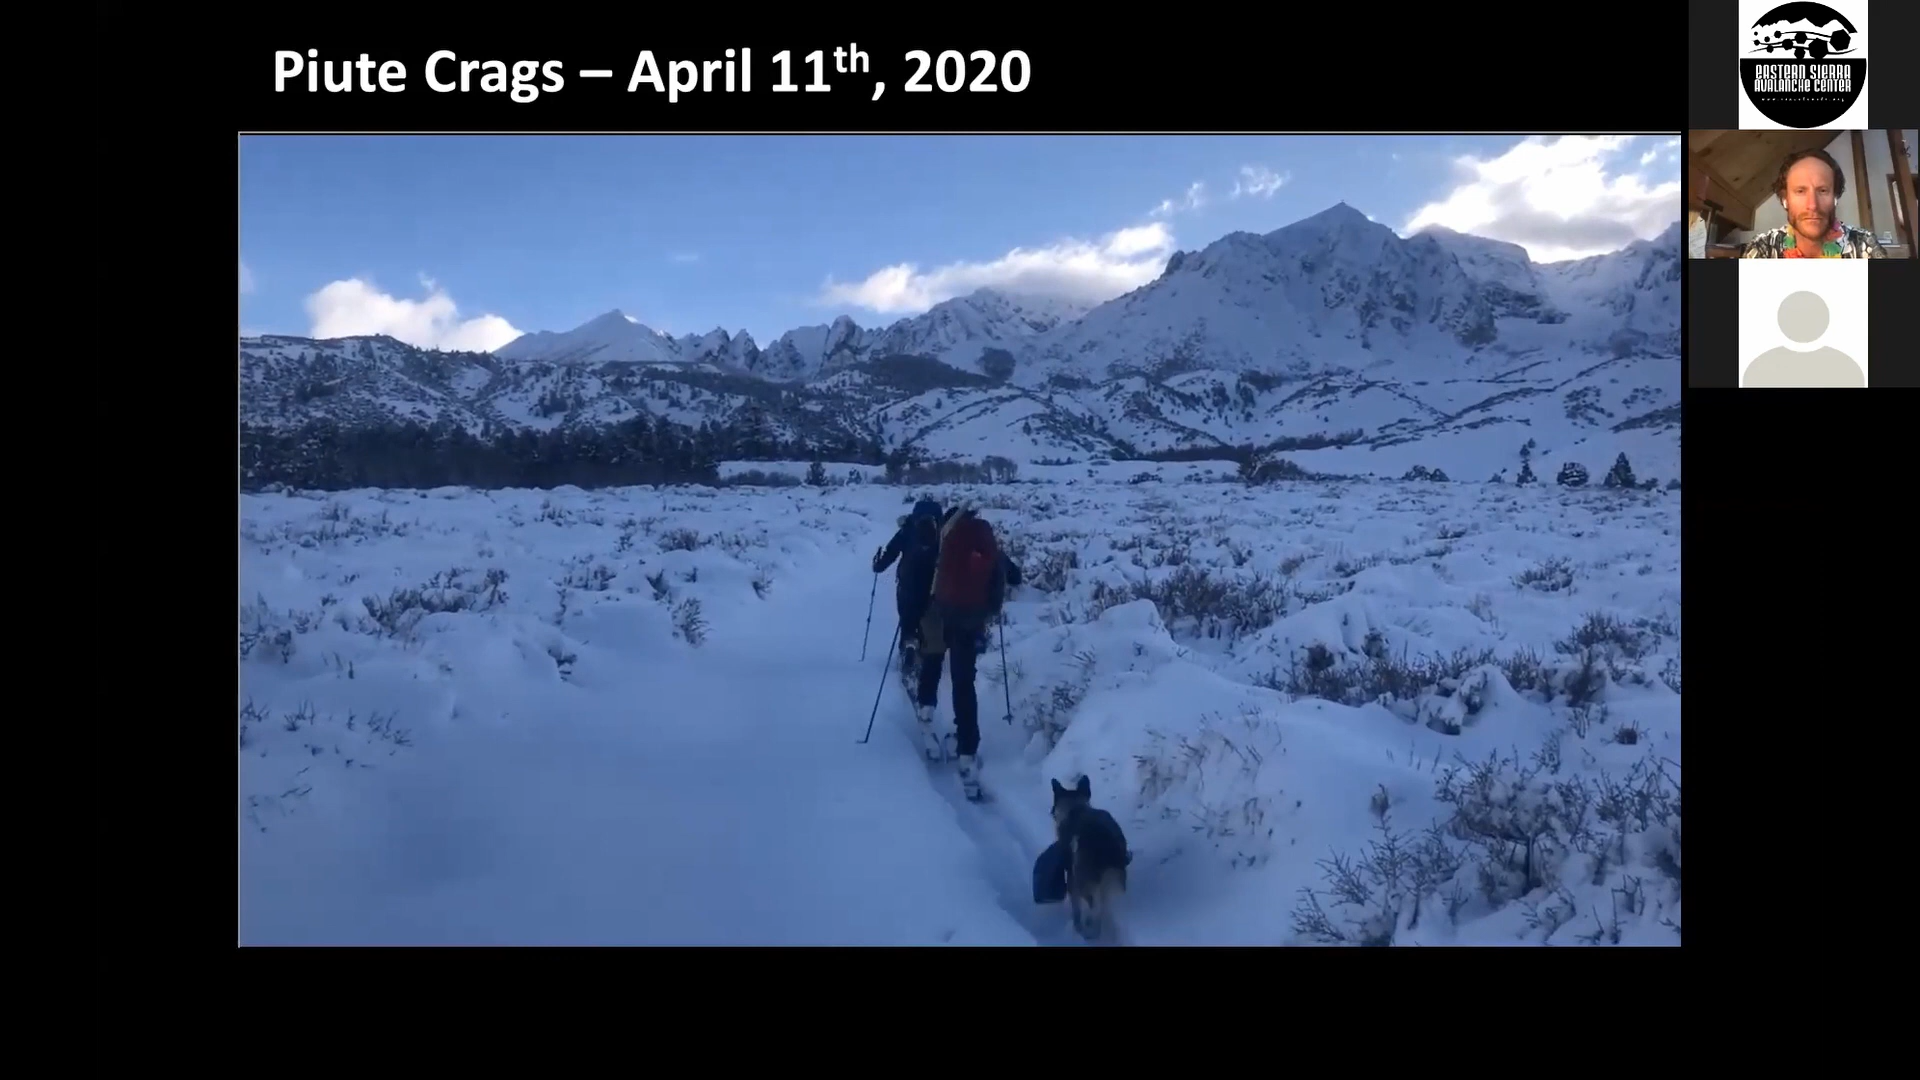 Piute Crags – April 11th, 2020
EASTERN SIERRA
AVALANCHE CENTER